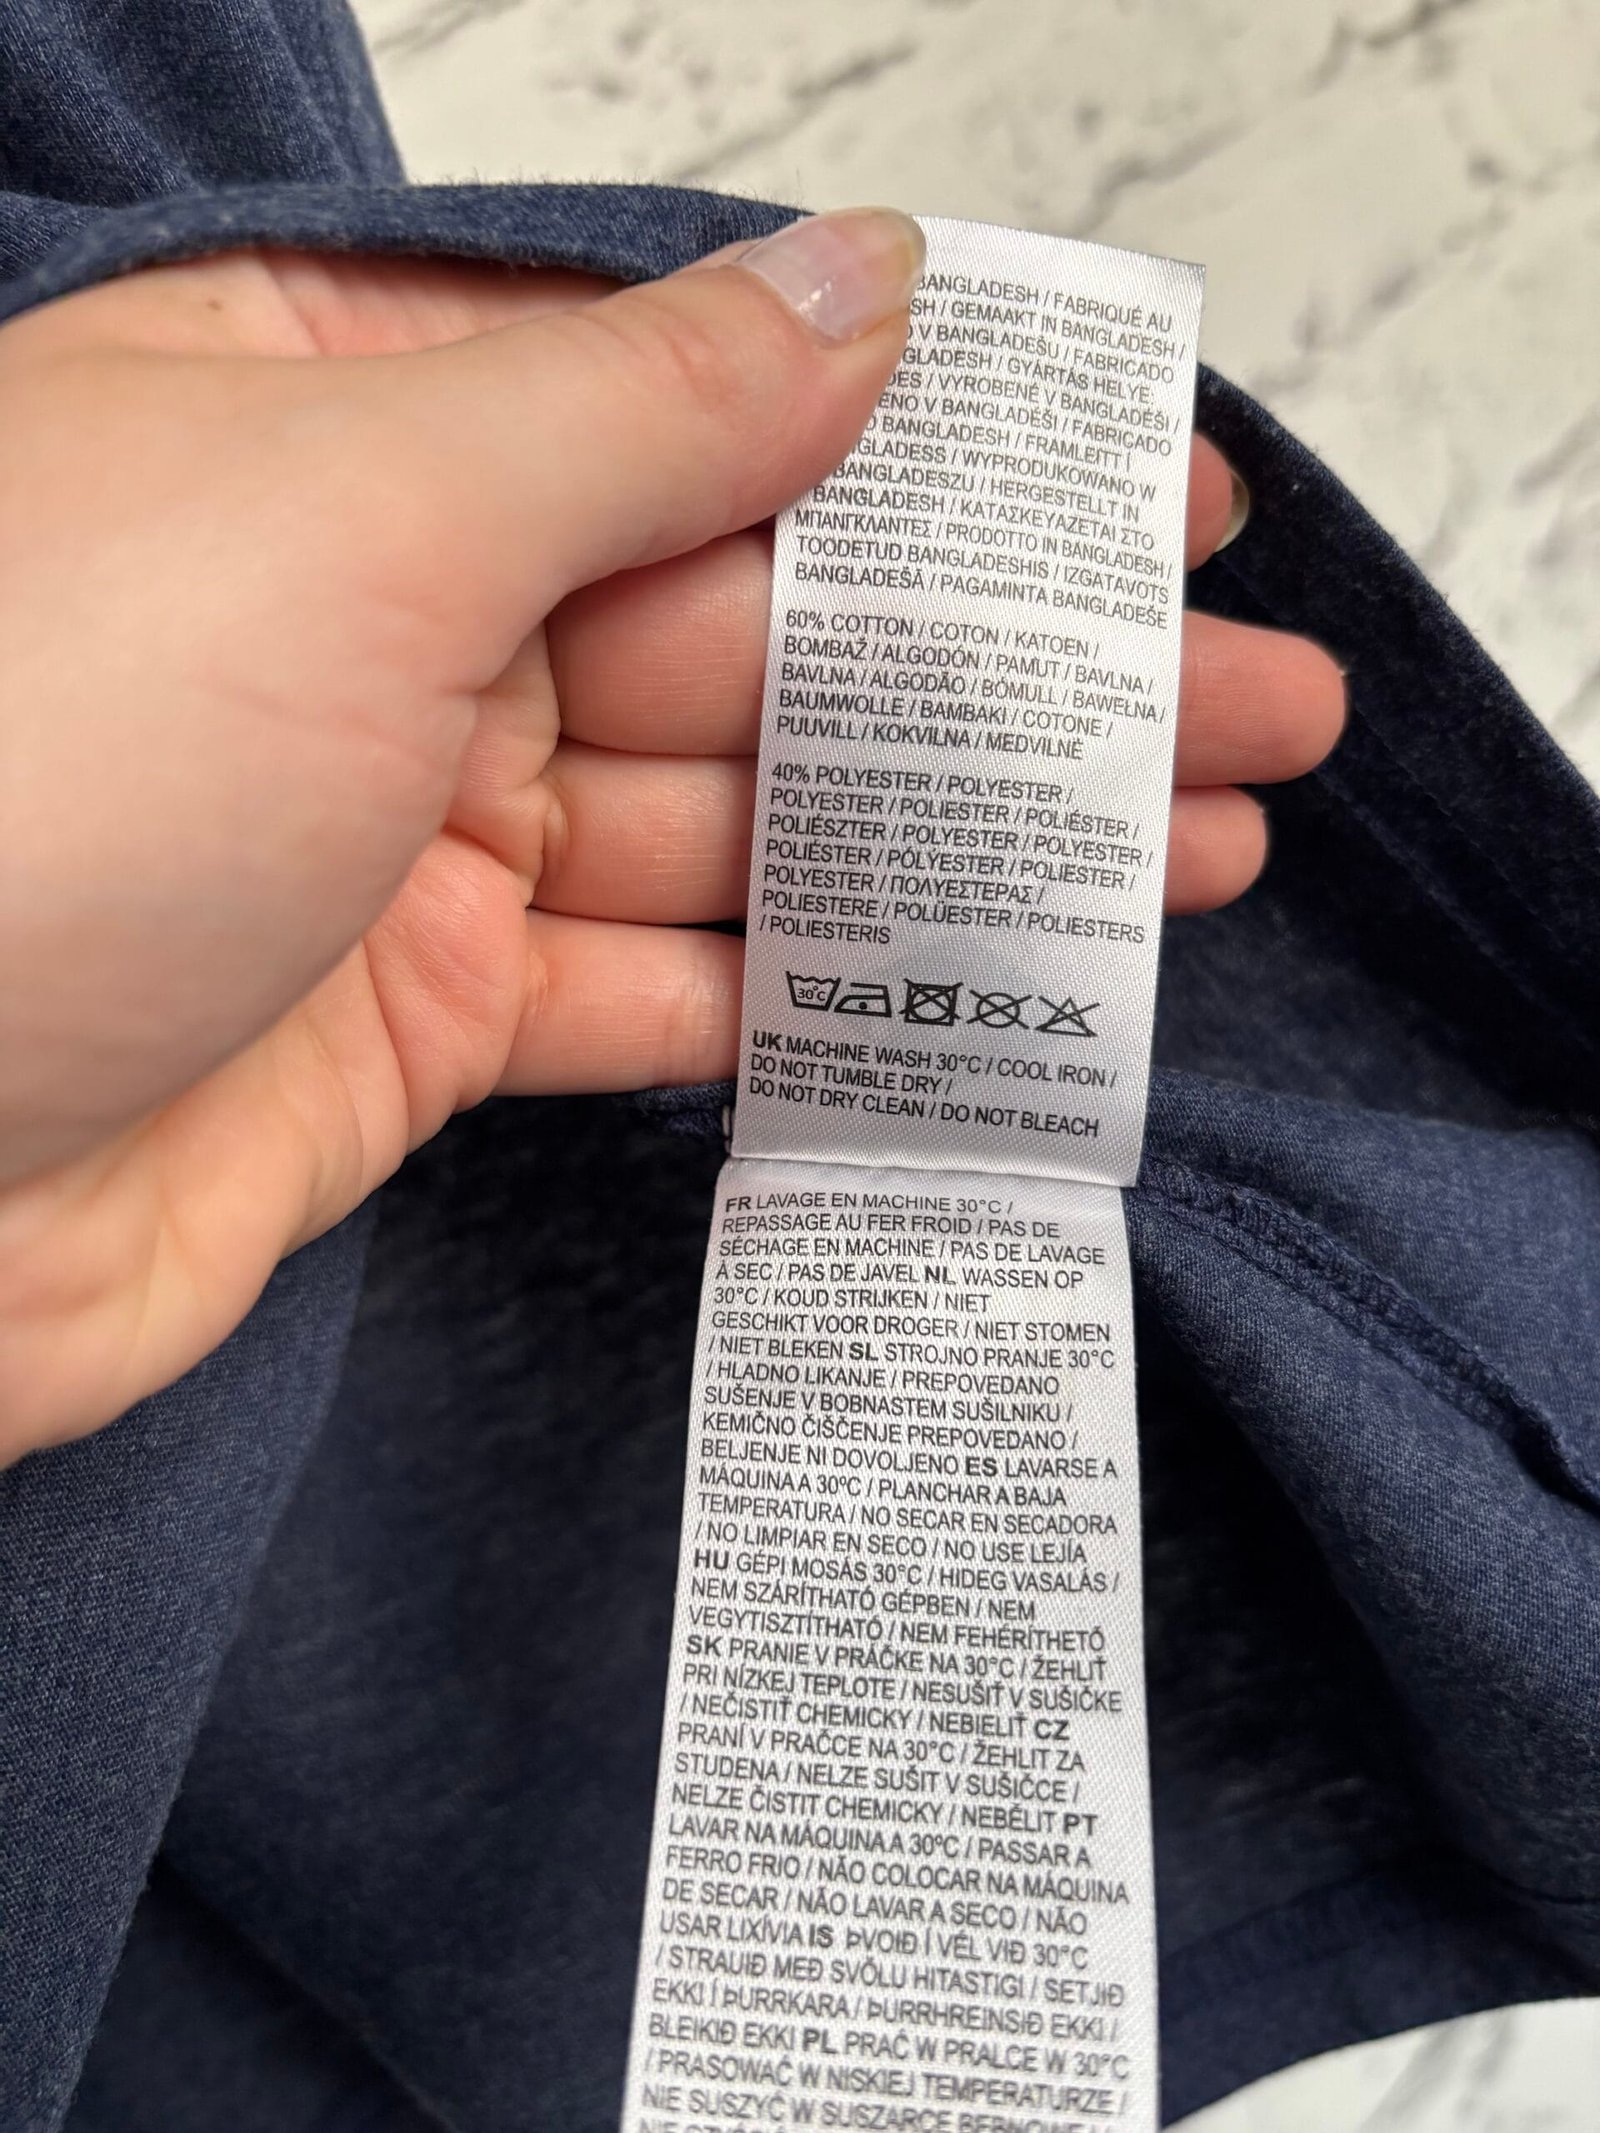 BANGLADESH / FABRIQUÉ AU
/ GEMAAKT IN BANGLADESH /
V BANGLADEŠU / FABRICADO
/ GYÁRTÁS HELYE:
/ VYROBENÉ V BANGLADÉŠI /
V BANGLADÉŠI / FABRICADO
BANGLADESH / FRAMLEITT Í
/ WYPRODUKOWANO W
BANGLADESZU / HERGESTELLT IN
BANGLADESH / ΚΑΤΑΣΚΕΥΑΖΕΤΑΙ ΣΤΟ
ΜΠΑΝΓΚΛΑΝΤΕΣ / PRODOTTO IN BANGLADESH /
TOODETUD BANGLADESHIS / IZGATAVOTS
BANGLADEŠĀ / PAGAMINTA BANGLADEŠE
60% COTTON / COTON / KATOEN /
BOMBAŽ / ALGODÓN / PAMUT / BAVLNA /
BAVLNA / ALGODÃO / BÓMULL / BAWEŁNA /
BAUMWOLLE / ΒΑΜΒΑΚΙ / COTONE /
PUUVILL / KOKVILNA / MEDVILNĖ
40% POLYESTER / POLYESTER /
POLYESTER / POLIESTER / POLIÉSTER /
POLIÉSZTER / POLYESTER / POLYESTER /
POLIÉSTER / PÓLYESTER / POLIESTER /
POLYESTER / ΠΟΛΥΕΣΤΕΡΑΣ /
POLIESTERE / POLÜESTER / POLIESTERS
/ POLIESTERIS
30°C
UK MACHINE WASH 30°C / COOL IRON /
DO NOT TUMBLE DRY /
DO NOT DRY CLEAN / DO NOT BLEACH
FR LAVAGE EN MACHINE 30°C /
REPASSAGE AU FER FROID / PAS DE
SÉCHAGE EN MACHINE / PAS DE LAVAGE
À SEC / PAS DE JAVEL NL WASSEN OP
30°C / KOUD STRIJKEN / NIET
GESCHIKT VOOR DROGER / NIET STOMEN
/ NIET BLEKEN SL STROJNO PRANJE 30°C
/ HLADNO LIKANJE / PREPOVEDANO
SUŠENJE V BOBNASTEM SUŠILNIKU /
KEMIČNO ČIŠČENJE PREPOVEDANO /
BELJENJE NI DOVOLJENO ES LAVARSE A
MÁQUINA A 30°C / PLANCHAR A BAJA
TEMPERATURA / NO SECAR EN SECADORA
/ NO LIMPIAR EN SECO / NO USE LEJÍA
HU GÉPI MOSÁS 30°C / HIDEG VASALÁS /
NEM SZÁRÍTHATÓ GÉPBEN / NEM
VEGYTISZTÍTHATÓ / NEM FEHÉRÍTHETŐ
SK PRANIE V PRÁČKE NA 30°C / ŽEHLIŤ
PRI NÍZKEJ TEPLOTE / NESUŠIŤ V SUŠIČKE
/ NEČISTIŤ CHEMICKY / NEBIELIŤ CZ
PRANÍ V PRAČCE NA 30°C / ŽEHLIT ZA
STUDENA / NELZE SUŠIT V SUŠIČCE /
NELZE ČISTIT CHEMICKY / NEBĚLIT PT
LAVAR NA MÁQUINA A 30°C / PASSAR A
FERRO FRIO / NÃO COLOCAR NA MÁQUINA
DE SECAR / NÃO LAVAR A SECO / NÃO
USAR LIXÍVIA IS ÞVOIÐ Í VÉL VIÐ 30°C
/ STRAUIÐ MEÐ SVÖLU HITASTIGI / SETJIÐ
EKKI Í ÞURRKARA / ÞURRHREINSIÐ EKKI /
BLEIKIÐ EKKI PL PRAĆ W PRALCE W 30°C
/ PRASOWAĆ W NISKIEJ TEMPERATURZE /
NIE SUSZYĆ W SUSZARCE BĘBNOWEJ /